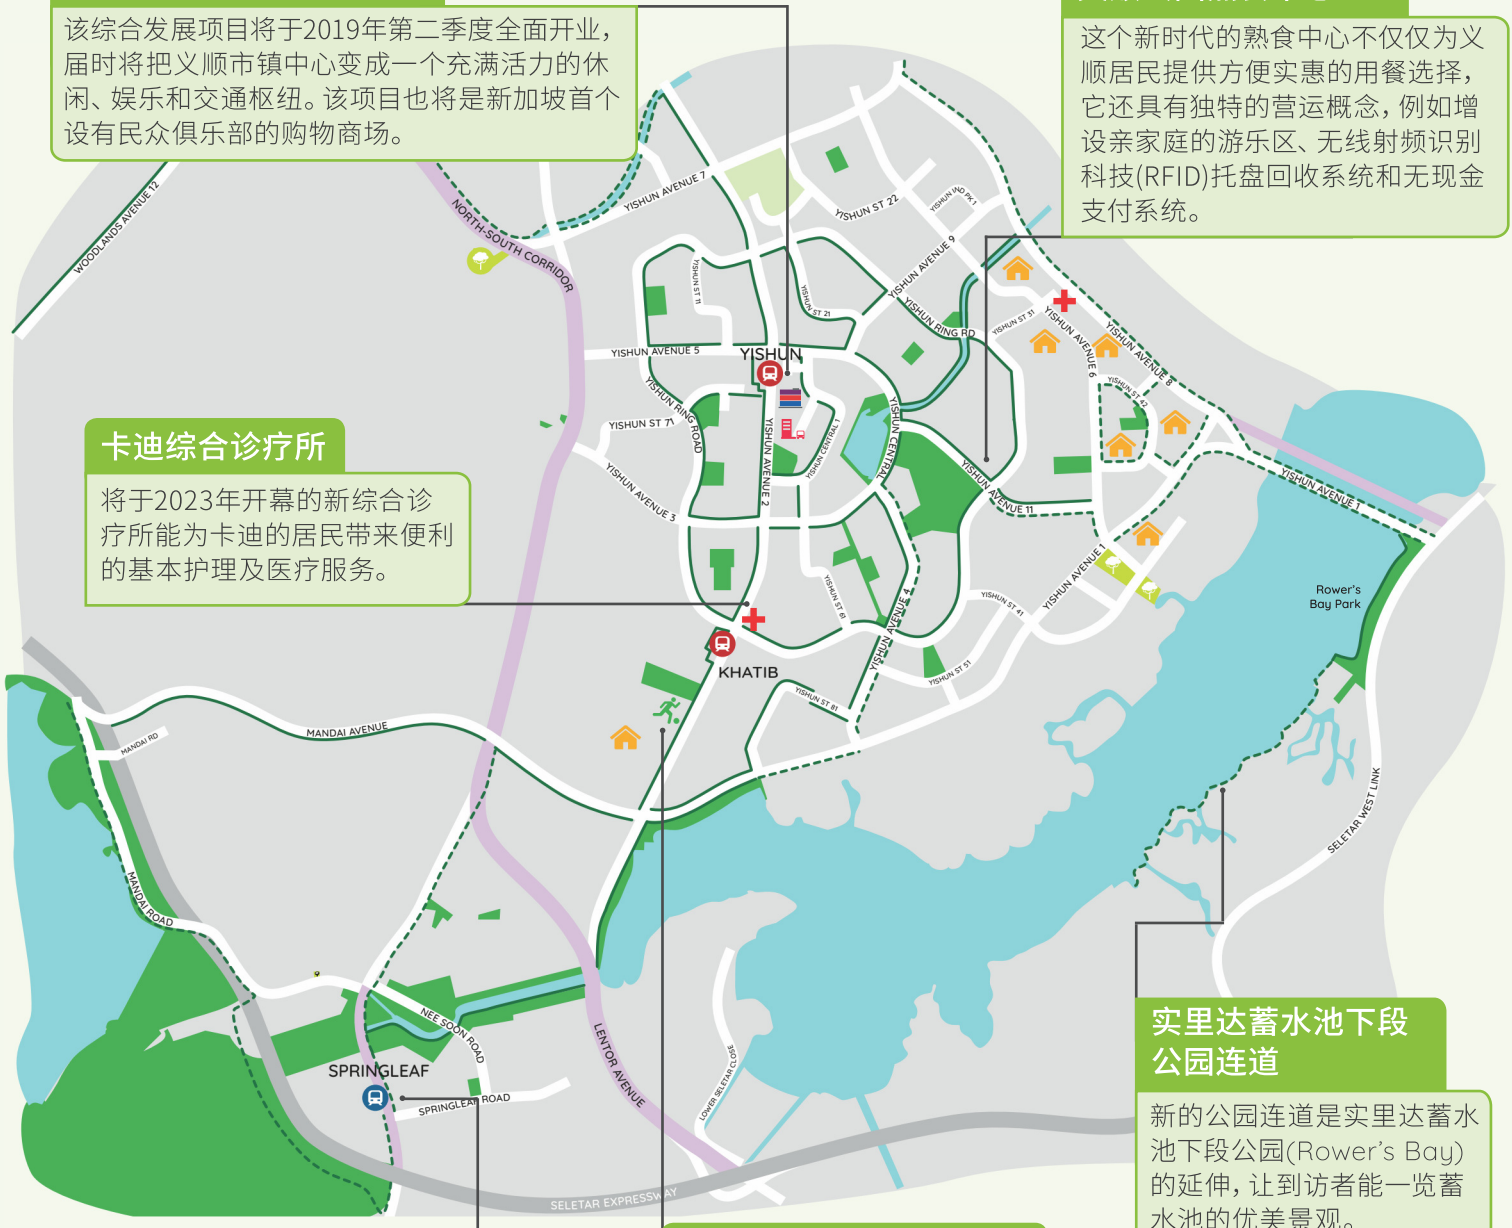 该综合发展项目将于2019年第二季度全面开业，
届时将把义顺市镇中心变成一个充满活力的休
闲、娱乐和交通枢纽。该项目也将是新加坡首个
设有民众俱乐部的购物商场。
这个新时代的熟食中心不仅仅为义
顺居民提供方便实惠的用餐选择，
它还具有独特的营运概念，例如增
设亲家庭的游乐区、无线射频识别
科技(RFID)托盘回收系统和无现金
支付系统。
WOODLANDS AVENUE 12
NORTH-SOUTH CORRIDOR
YISHUN AVENUE 7
YISHUN ST 22
YISHUN IND PK 1
YISHUN AVENUE 9
YISHUN ST 11
YISHUN ST 21
YISHUN RING RD
YISHUN ST 31
YISHUN AVENUE 6
YISHUN AVENUE 8
YISHUN AVENUE 5
YISHUN
YISHUN RING ROAD
YISHUN ST 71
YISHUN AVENUE 2
YISHUN CENTRAL 1
YISHUN CENTRAL
YISHUN ST 42
YISHUN AVENUE 3
YISHUN AVENUE 11
YISHUN AVENUE 1
卡迪综合诊疗所
将于2023年开幕的新综合诊
疗所能为卡迪的居民带来便利
的基本护理及医疗服务。
YISHUN ST 61
YISHUN AVENUE 4
YISHUN ST 41
YISHUN AVENUE 1
Rower's
Bay Park
KHATIB
YISHUN ST 51
YISHUN ST 81
MANDAI AVENUE
MANDAI RD
SELETAR WEST LINK
MANDAI ROAD
NEE SOON ROAD
SPRINGLEAF
SPRINGLEAF ROAD
LENTOR AVENUE
LOWER SELETAR CLOSE
SELETAR EXPRESSWAY
实里达蓄水池下段
公园连道
新的公园连道是实里达蓄水
池下段公园(Rower's Bay)
的延伸，让到访者能一览蓄
水池的优美景观。